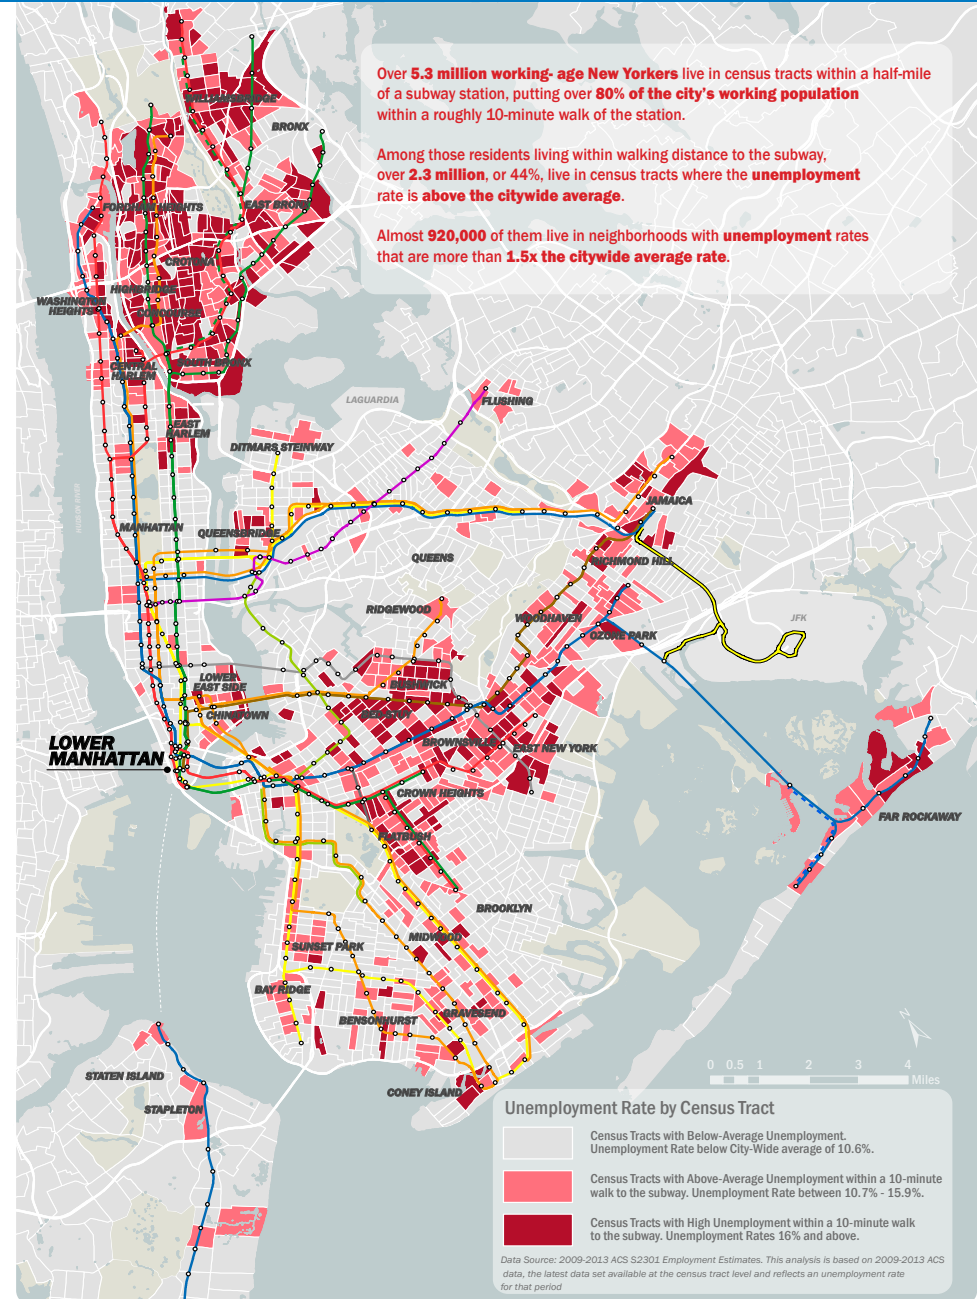 Over 5.3 million working- age New Yorkers live in census tracts within a half-mile
of a subway station, putting over 80% of the city's working population
within a roughly 10-minute walk of the station.
Among those residents living within walking distance to the subway,
over 2.3 million, or 44%, live in census tracts where the unemployment
rate is above the citywide average.
Almost 920,000 of them live in neighborhoods with unemployment rates
that are more than 1.5x the citywide average rate.
WILLIAMSBRIDGE
BRONX
FORDHAM HEIGHTS
EAST BRONX
CROTONA
HIGHBRIDGE
WASHINGTON
HEIGHTS
CONCOURSE
CENTRAL
HARLEM
SOUTH BRONX
LAGUARDIA
FLUSHING
EAST
HARLEM
DITMARS STEINWAY
HUDSON RIVER
JAMAICA
MANHATTAN
QUEENSBRIDGE
QUEENS
RICHMOND HILL
RIDGEWOOD
WOODHAVEN
JFK
OZONE PARK
LOWER
EAST SIDE
BUSHWICK
CHINATOWN
BED-STUY
LOWER
MANHATTAN
BROWNSVILLE
EAST NEW YORK
CROWN HEIGHTS
FAR ROCKAWAY
FLATBUSH
BROOKLYN
MIDWOOD
SUNSET PARK
BAY RIDGE
GRAVESEND
BENSONHURST
N
STATEN ISLAND
CONEY ISLAND
STAPLETON
0 0.5 1 2 3 4
Miles
Unemployment Rate by Census Tract
Census Tracts with Below-Average Unemployment.
Unemployment Rate below City-Wide average of 10.6%.
Census Tracts with Above-Average Unemployment within a 10-minute
walk to the subway. Unemployment Rate between 10.7% - 15.9%.
Census Tracts with High Unemployment within a 10-minute walk
to the subway. Unemployment Rates 16% and above.
Data Source: 2009-2013 ACS S2301 Employment Estimates. This analysis is based on 2009-2013 ACS
data, the latest data set available at the census tract level and reflects an unemployment rate
for that period